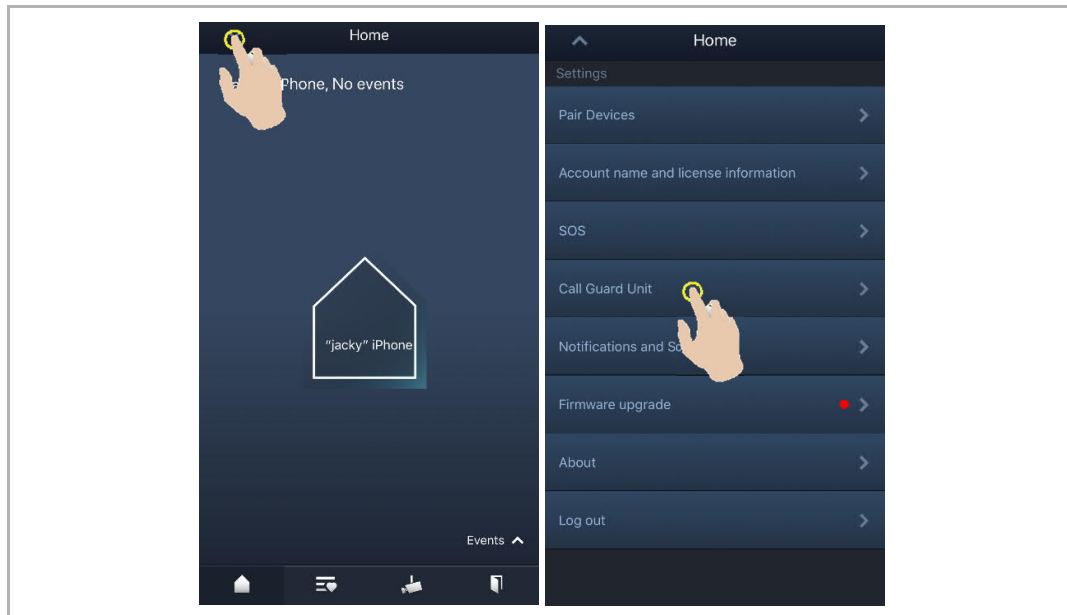 Home
Phone, No events
"jacky" iPhone
Events
Home
Settings
Pair Devices
Account name and license information
SOS
Call Guard Unit
Notifications and
Firmware upgrade
About
Log out